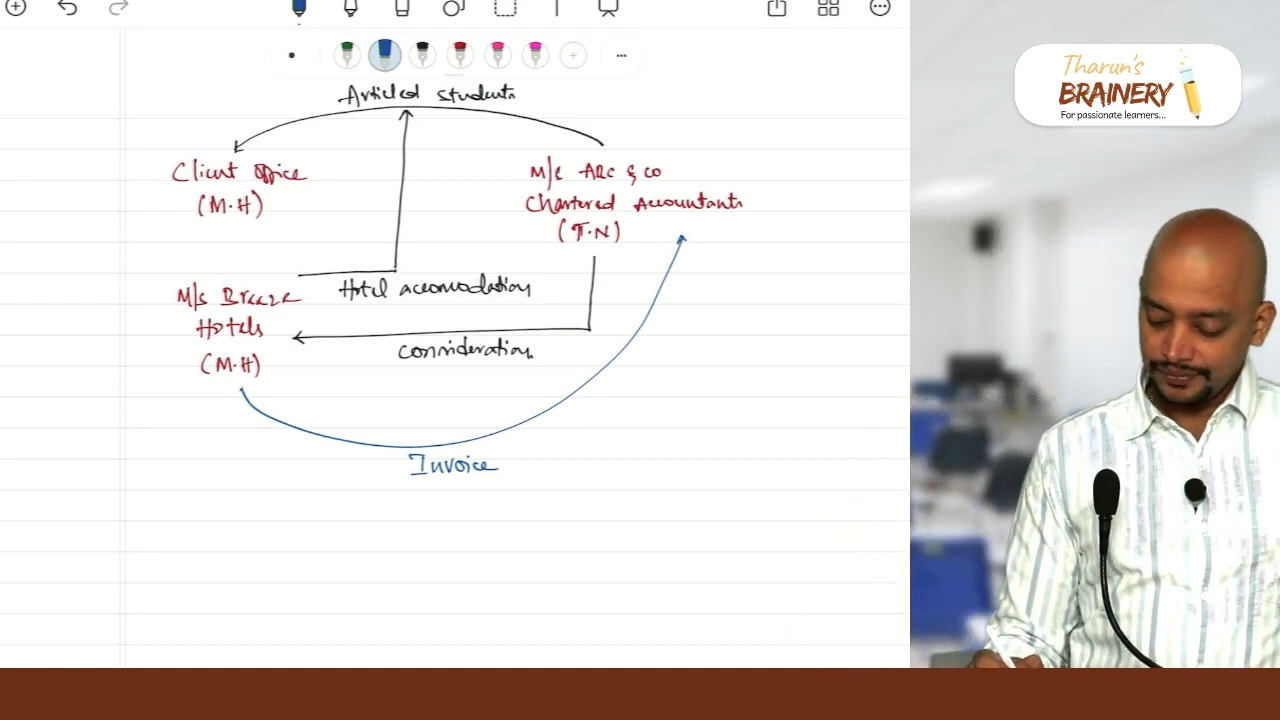 Articled students
Client office
(M.H)
M/s ARC & Co
Chartered Accountants
(T.N)
M/s Breeze
Hotels
(M.H)
Hotel accomodation
consideration
Invoice
Tharun's
BRAINERY
For passionate learners...